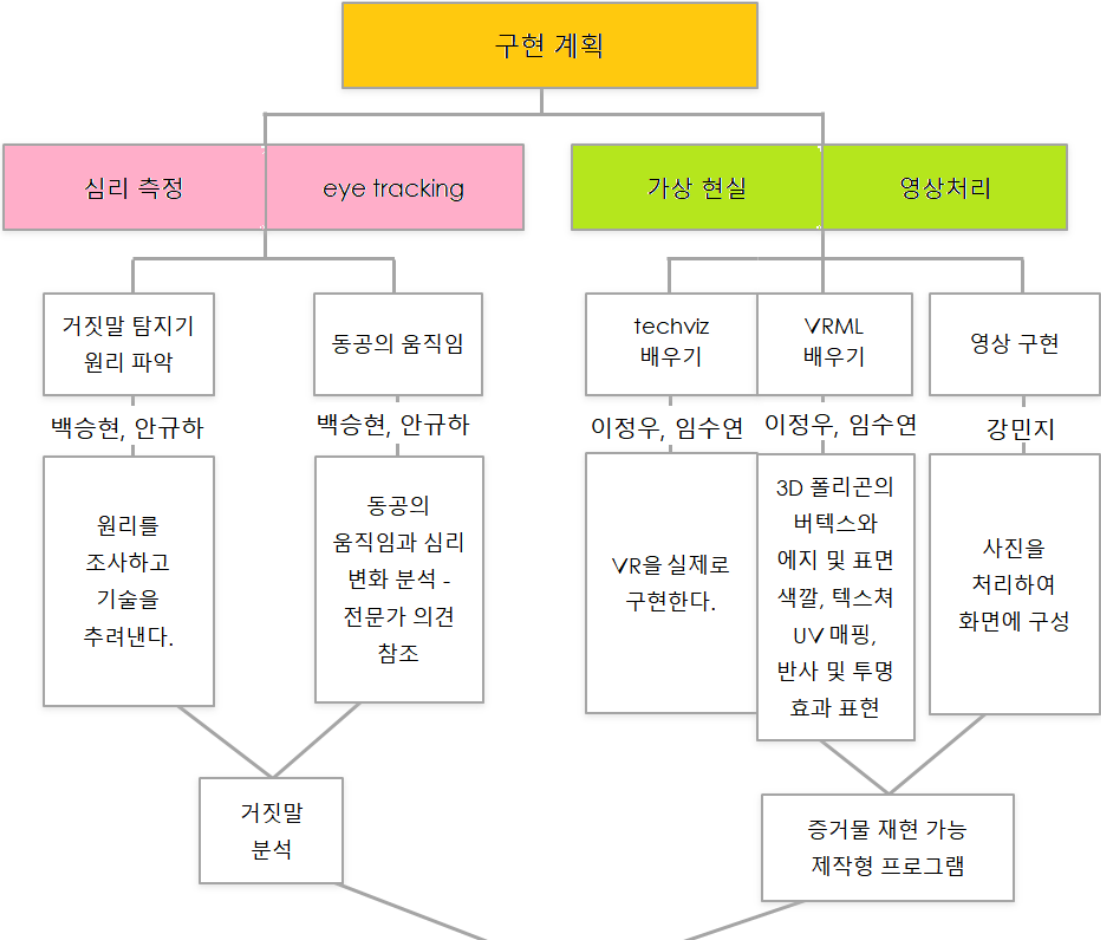 구현 계획
심리 측정
eye tracking
가상 현실
영상처리
거짓말 탐지기
원리 파악
동공의 움직임
techviz
배우기
VRML
배우기
영상 구현
백승현, 안규하
백승현, 안규하
이정우, 임수연
이정우, 임수연
강민지
원리를
조사하고
기술을
추려낸다.
동공의
움직임과 심리
변화 분석 -
전문가 의견
참조
VR을 실제로
구현한다.
3D 폴리곤의
버텍스와
에지 및 표면
색깔, 텍스쳐
UV 매핑,
반사 및 투명
효과 표현
사진을
처리하여
화면에 구성
거짓말
분석
증거물 재현 가능
제작형 프로그램